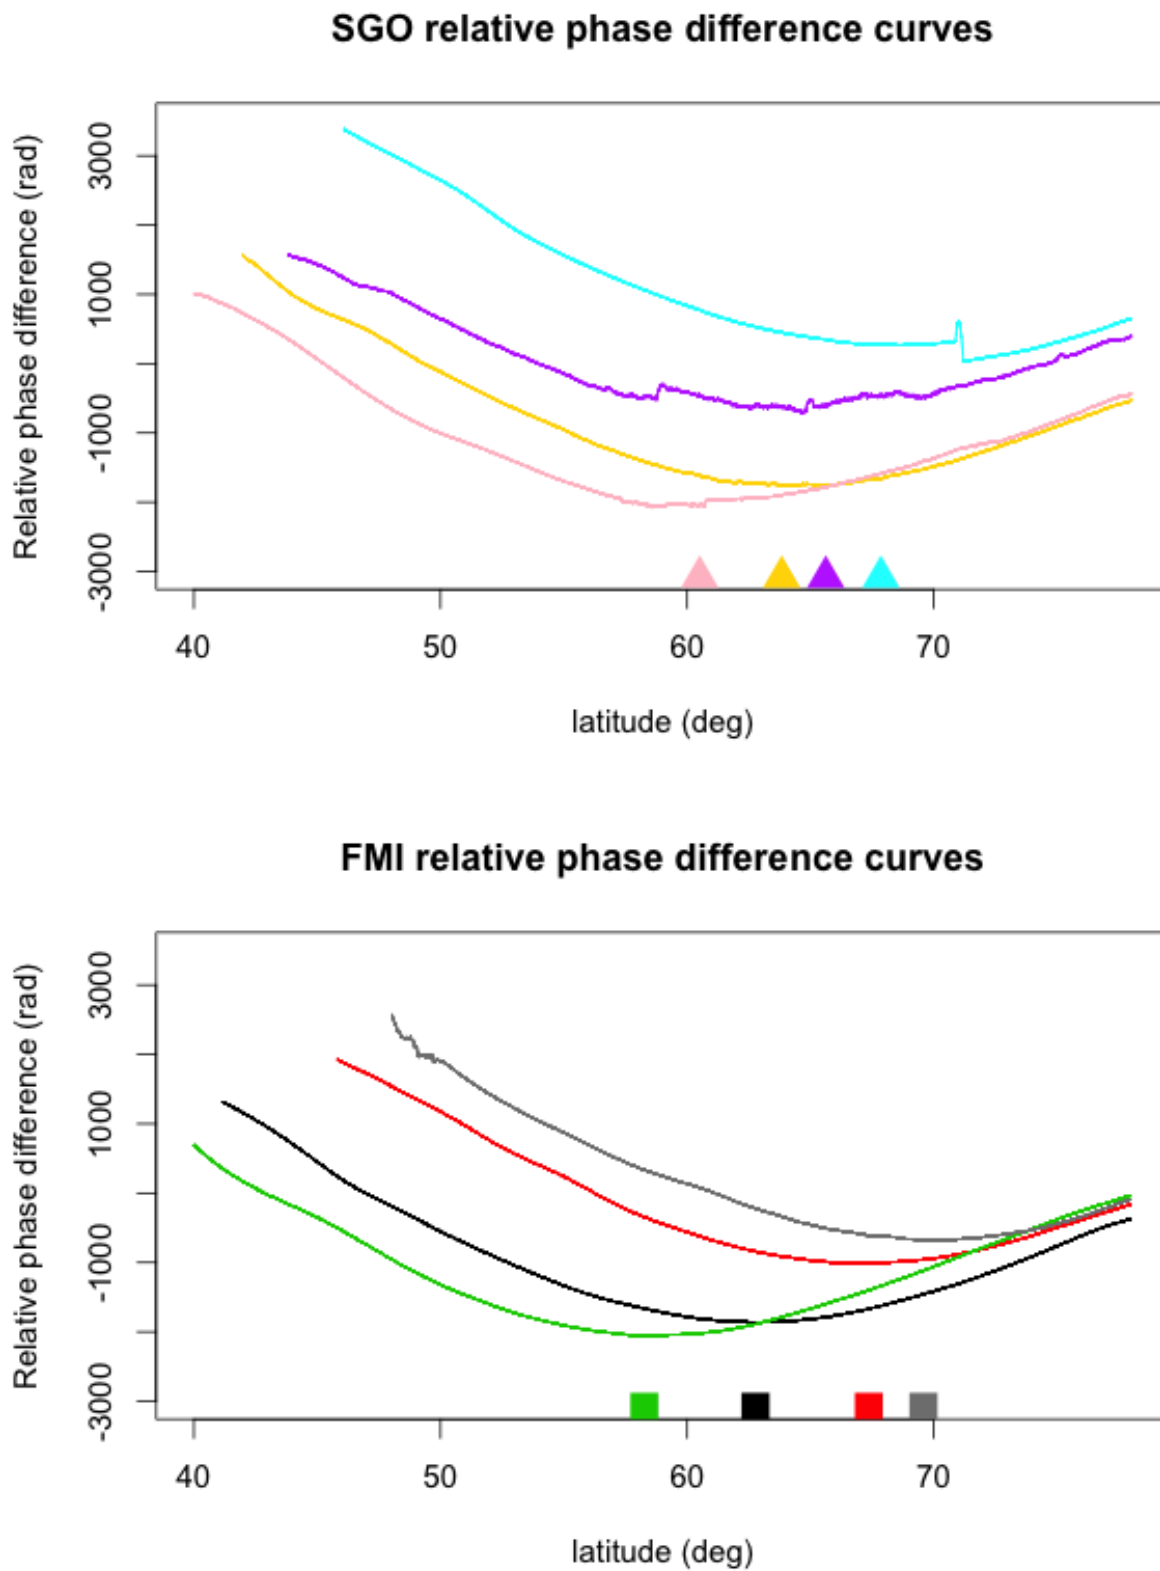 SGO relative phase difference curves
Relative phase difference (rad)
3000
1000
-1000
-3000
40 50 60 70
latitude (deg)
FMI relative phase difference curves
Relative phase difference (rad)
3000
1000
-1000
-3000
40 50 60 70
latitude (deg)